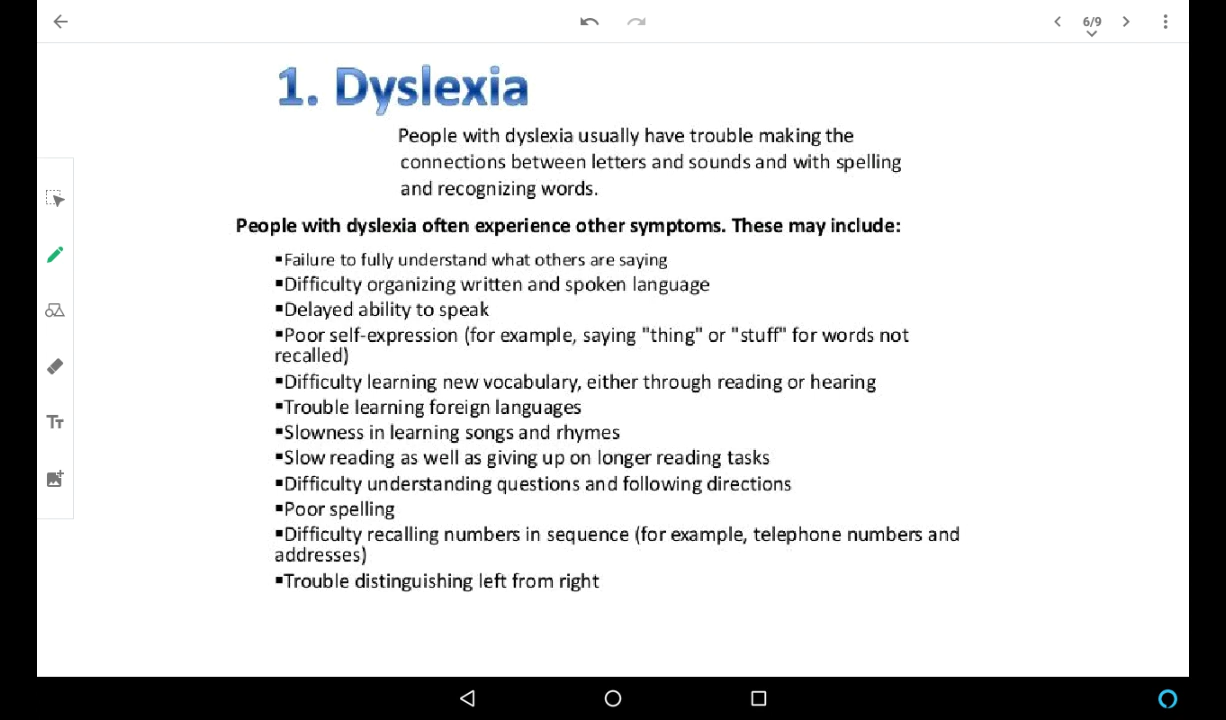 6/9
1. Dyslexia
People with dyslexia usually have trouble making the
connections between letters and sounds and with spelling
and recognizing words.
People with dyslexia often experience other symptoms. These may include:
▪Failure to fully understand what others are saying
▪Difficulty organizing written and spoken language
▪Delayed ability to speak
▪Poor self-expression (for example, saying "thing" or "stuff" for words not
recalled)
▪Difficulty learning new vocabulary, either through reading or hearing
▪Trouble learning foreign languages
▪Slowness in learning songs and rhymes
▪Slow reading as well as giving up on longer reading tasks
▪Difficulty understanding questions and following directions
▪Poor spelling
▪Difficulty recalling numbers in sequence (for example, telephone numbers and
addresses)
▪Trouble distinguishing left from right
Tт